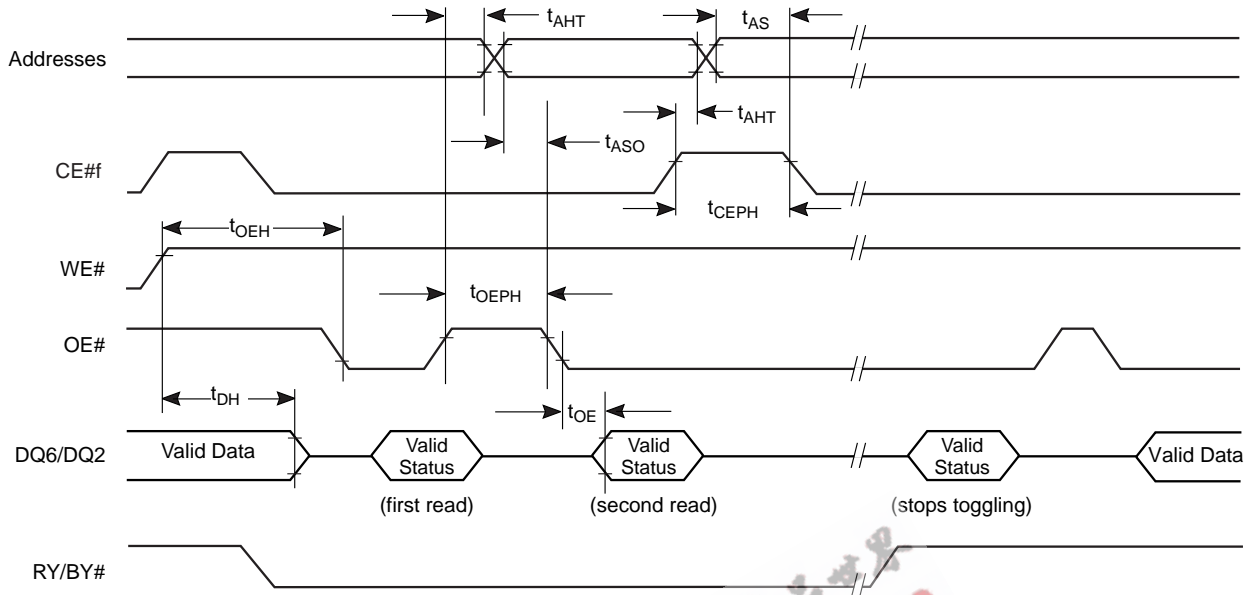 tAHT
tAS
Addresses
tAHT
tASO
CE#f
tCEPH
tOEH
WE#
tOEPH
OE#
tDH
tOE
DQ6/DQ2
Valid Data
Valid
Status
Valid
Status
Valid
Status
Valid Data
(first read)
(second read)
(stops toggling)
RY/BY#